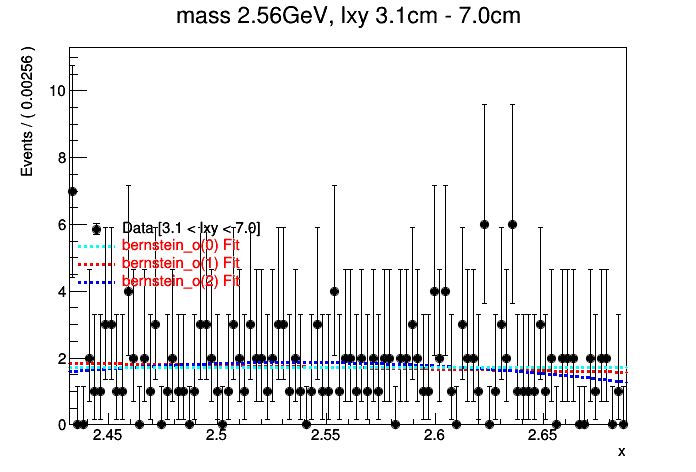 mass 2.56GeV, lxy 3.1cm - 7.0cm
Events / ( 0.00256 )
10
8
6
4
2
0
Data [3.1 < lxy < 7.0]
bernstein_o(0) Fit
bernstein_o(1) Fit
bernstein_o(2) Fit
2.45 2.5 2.55 2.6 2.65
x